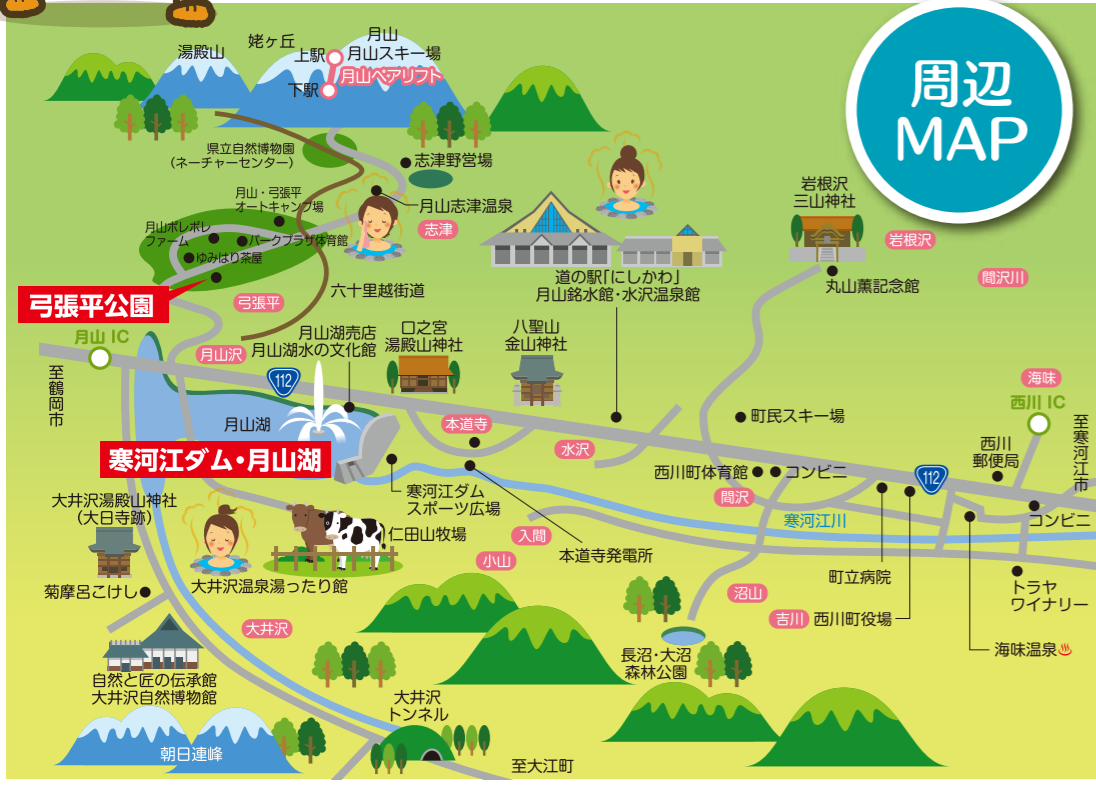 周辺
MAP
湯殿山
姥ヶ丘
月山
月山スキー場
上駅
月山ペアリフト
下駅
県立自然博物園
（ネーチャーセンター）
志津野営場
月山・弓張平
オートキャンプ場
月山志津温泉
志津
月山ポレポレ
ファーム
パークプラザ体育館
ゆみはり茶屋
弓張平公園
弓張平
六十里越街道
道の駅「にしかわ」
月山銘水館・水沢温泉館
岩根沢
三山神社
岩根沢
丸山薫記念館
間沢川
月山 IC
至鶴岡市
月山沢
月山湖売店
月山湖水の文化館
口之宮
湯殿山神社
八聖山
金山神社
112
海味
西川 IC
至寒河江市
月山湖
本道寺
水沢
町民スキー場
西川
郵便局
寒河江ダム・月山湖
西川町体育館
コンビニ
112
間沢
寒河江ダム
スポーツ広場
寒河江川
コンビニ
大井沢湯殿山神社
（大日寺跡）
仁田山牧場
入間
本道寺発電所
小山
町立病院
大井沢温泉湯ったり館
菊摩呂こけし
沼山
トラヤ
ワイナリー
吉川
西川町役場
大井沢
海味温泉♨
長沼・大沼
森林公園
自然と匠の伝承館
大井沢自然博物館
大井沢
トンネル
朝日連峰
至大江町